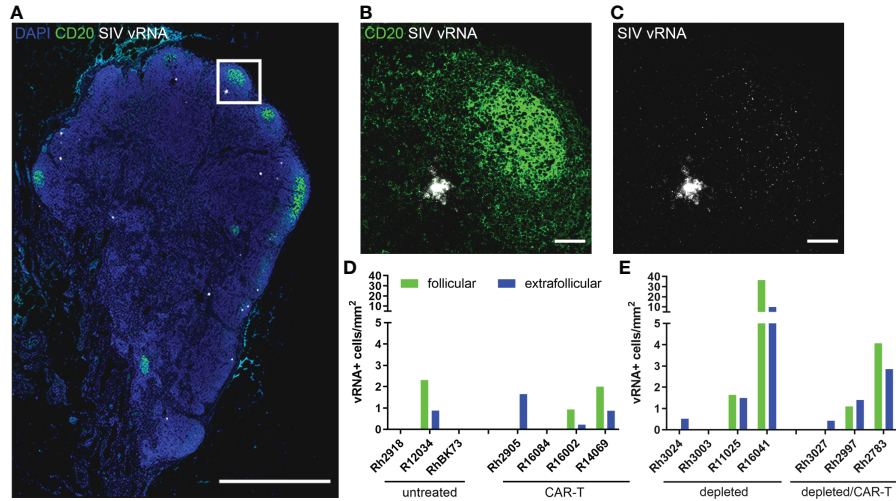 A
DAPI CD20 SIV vRNA
B
CD20 SIV vRNA
C
SIV vRNA
D
follicular extrafollicular
vRNA+ cells/mm²
40
30
20
10
5
4
3
2
1
0
Rh2918 R12034 RhBK73 Rh2905 R16084 R16002 R14069
untreated CAR-T
E
vRNA+ cells/mm²
40
30
20
10
5
4
3
2
1
0
Rh3024 Rh3003 R11025 R16041 Rh3027 Rh2997 Rh2783
depleted depleted/CAR-T